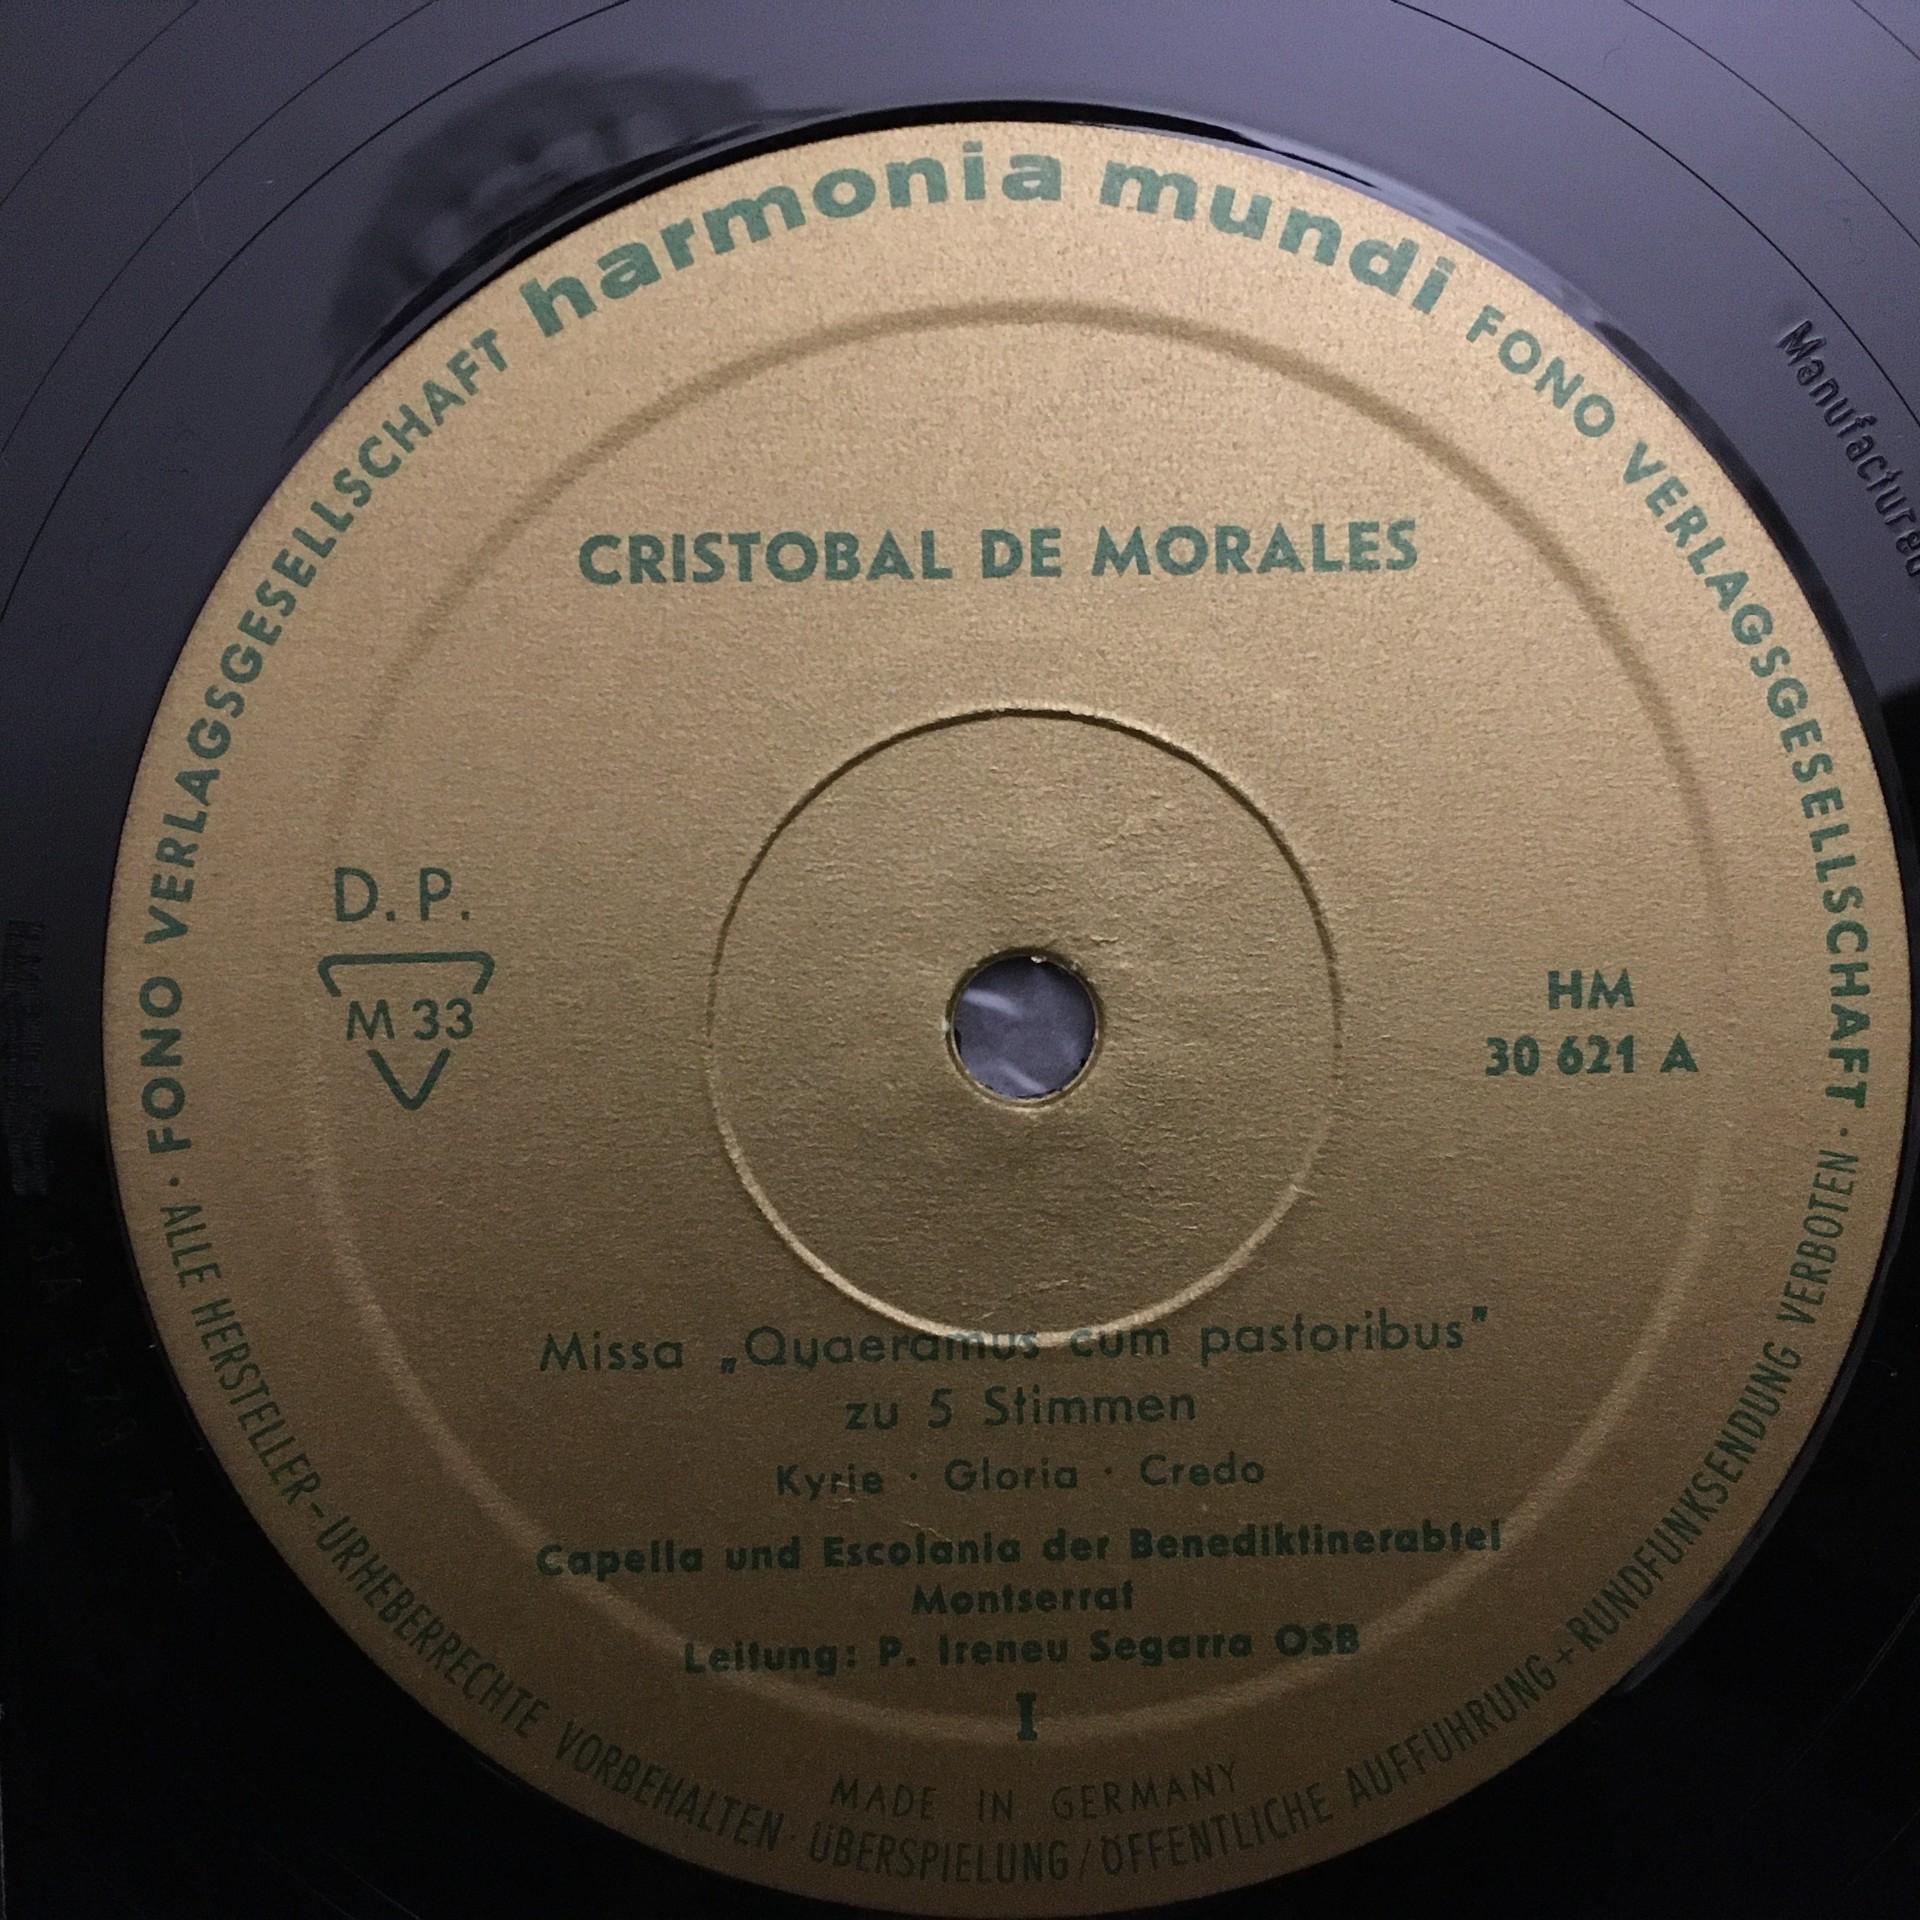 FONO VERLAGSGESELLSCHAFT harmonia mundi FONO VERLAGSGESELLSCHAFT ·
CRISTOBAL DE MORALES
D. P.
M 33
HM
30 621 A
Missa „Quaeramus cum pastoribus"
zu 5 Stimmen
Kyrie · Gloria · Credo
Capella und Escolania der Benediktinerabtei
Montserrat
Leitung: P. Ireneu Segarra OSB
I
MADE IN GERMANY
· ALLE HERSTELLER-URHEBERRECHTE VORBEHALTEN · ÜBERSPIELUNG/ÖFFENTLICHE AUFFÜHRUNG + RUNDFUNKSENDUNG VERBOTEN
Manufactured